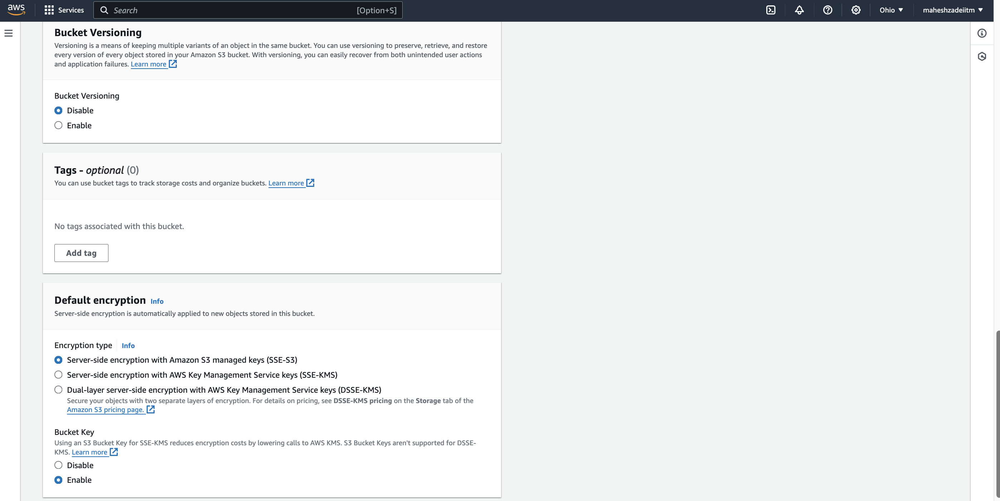 aws
Services
Search
[Option+S]
Ohio
maheshzadeiitm
Bucket Versioning
Versioning is a means of keeping multiple variants of an object in the same bucket. You can use versioning to preserve, retrieve, and restore
every version of every object stored in your Amazon S3 bucket. With versioning, you can easily recover from both unintended user actions
and application failures. Learn more
Bucket Versioning
Disable
Enable
Tags - optional (0)
You can use bucket tags to track storage costs and organize buckets. Learn more
No tags associated with this bucket.
Add tag
Default encryption Info
Server-side encryption is automatically applied to new objects stored in this bucket.
Encryption type Info
Server-side encryption with Amazon S3 managed keys (SSE-S3)
Server-side encryption with AWS Key Management Service keys (SSE-KMS)
Dual-layer server-side encryption with AWS Key Management Service keys (DSSE-KMS)
Secure your objects with two separate layers of encryption. For details on pricing, see DSSE-KMS pricing on the Storage tab of the
Amazon S3 pricing page.
Bucket Key
Using an S3 Bucket Key for SSE-KMS reduces encryption costs by lowering calls to AWS KMS. S3 Bucket Keys aren't supported for DSSE-
KMS. Learn more
Disable
Enable